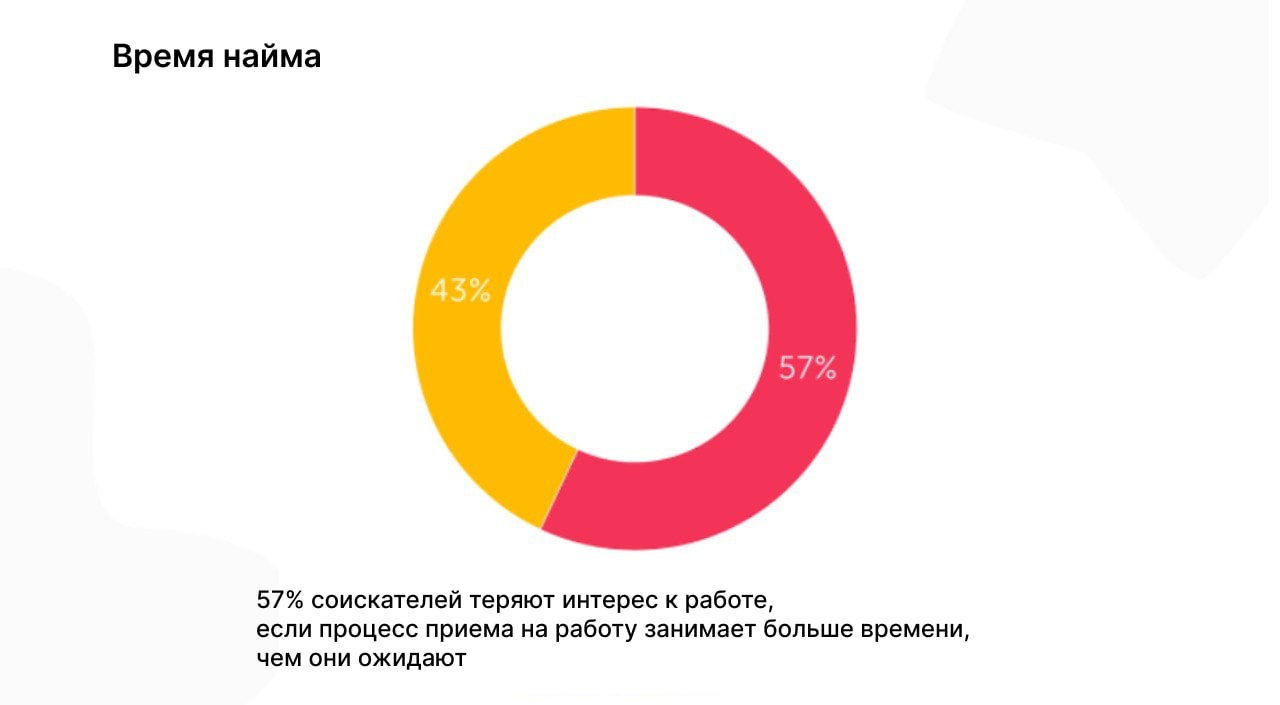 Время найма
43%
57%
57% соискателей теряют интерес к работе,
если процесс приема на работу занимает больше времени,
чем они ожидают